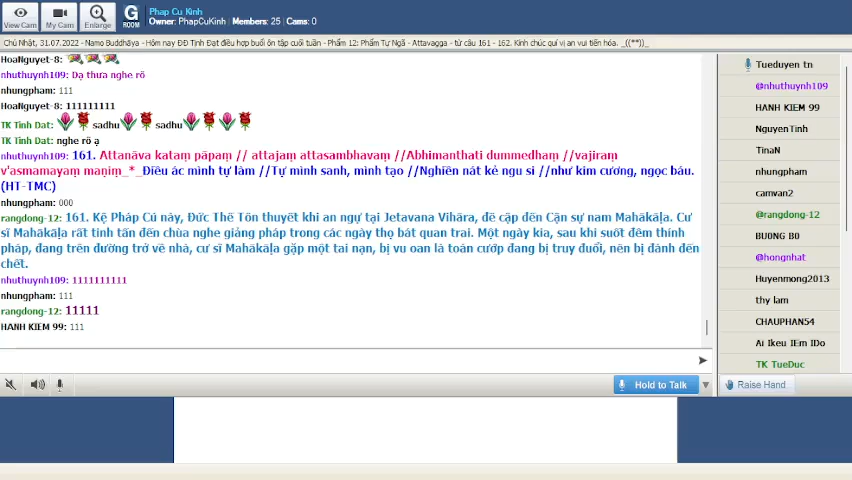 View Cam
My Cam
Enlarge
G
ROOM
Phap Cu Kinh
Owner: PhapCuKinh | Members: 25 | Cams: 0
Chủ Nhật, 31.07.2022 - Namo Buddhāya - Hôm nay ĐĐ Tịnh Đạt điều hợp buổi ôn tập cuối tuần - Phẩm 12: Phẩm Tự Ngã - Attavagga - từ câu 161 - 162. Kính chúc quí vị an vui tiến hóa. _((**))_
HoaNguyet-8:
nhuthuynh109: Dạ thưa nghe rõ
nhungpham: 111
HoaNguyet-8: 111111111
TK Tinh Dat: sadhu sadhu
TK Tinh Dat: nghe rõ ạ
nhuthuynh109: 161. Attanāva kataṃ pāpaṃ // attajaṃ attasambhavaṃ //Abhimanthati dummedhaṃ //vajiraṃ
v'asmamayaṃ maṇiṃ_*_Điều ác mình tự làm //Tự mình sanh, mình tạo //Nghiền nát kẻ ngu si //như kim cương, ngọc báu.
(HT-TMC)
nhungpham: 000
rangdong-12: 161. Kệ Pháp Cú này, Đức Thế Tôn thuyết khi an ngự tại Jetavana Vihāra, đề cập đến Cận sự nam Mahākāḷa. Cư
sĩ Mahākāḷa rất tinh tấn đến chùa nghe giảng pháp trong các ngày thọ bát quan trai. Một ngày kia, sau khi suốt đêm thính
pháp, đang trên đường trở về nhà, cư sĩ Mahākāḷa gặp một tai nạn, bị vu oan là toán cướp đang bị truy đuổi, nên bị đánh đến
chết.
nhuthuynh109: 1111111111
nhungpham: 111
rangdong-12: 11111
HANH KIEM 99: 111
Hold to Talk
Tueduyen tn
@nhuthuynh109
HANH KIEM 99
NguyenTinh
TinaN
nhungpham
camvan2
@rangdong-12
BU0NG B0
@hongnhat
Huyenmong2013
thy lam
CHAUPHAN54
Ai Ikeu IEm IDo
TK TueDuc
Raise Hand